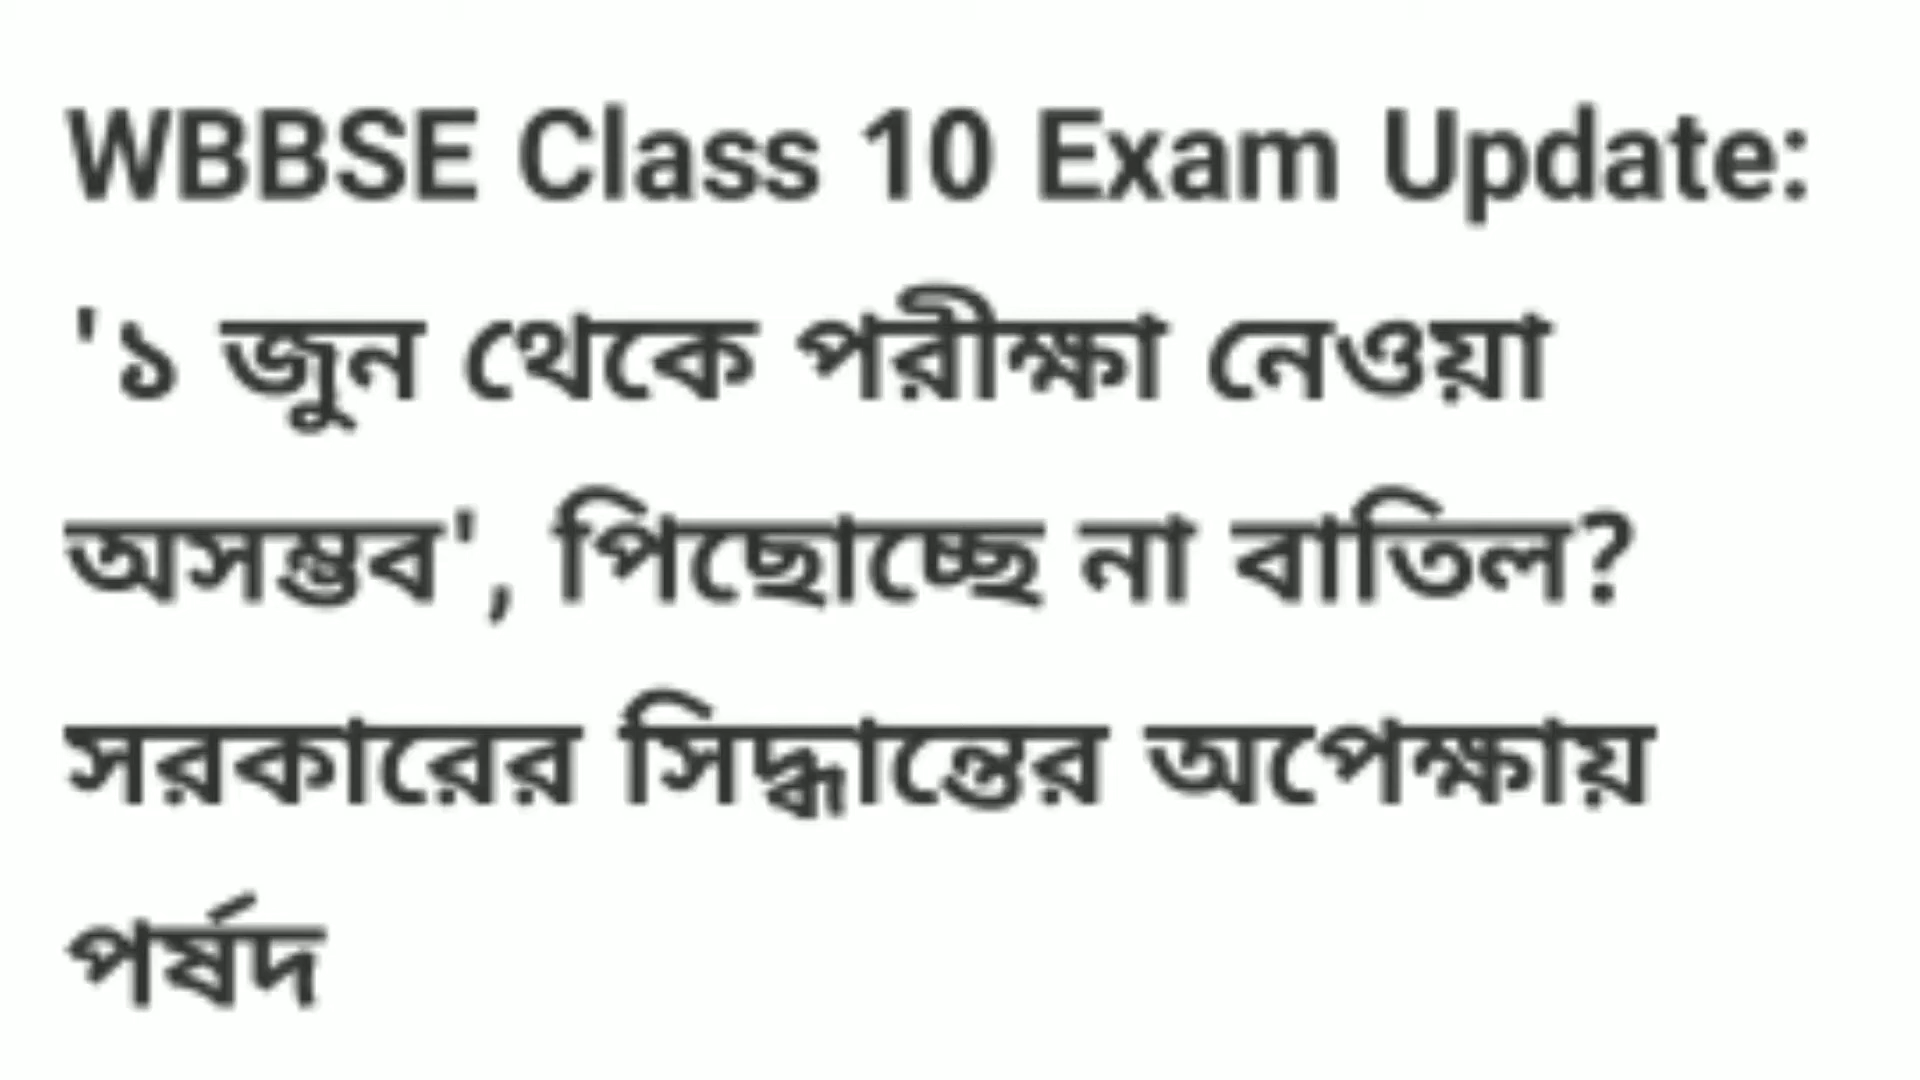 WBBSE Class 10 Exam Update:
'১ জুন থেকে পরীক্ষা নেওয়া
অসম্ভব', পিছোচ্ছে না বাতিল?
সরকারের সিদ্ধান্তের অপেক্ষায়
পর্ষদ